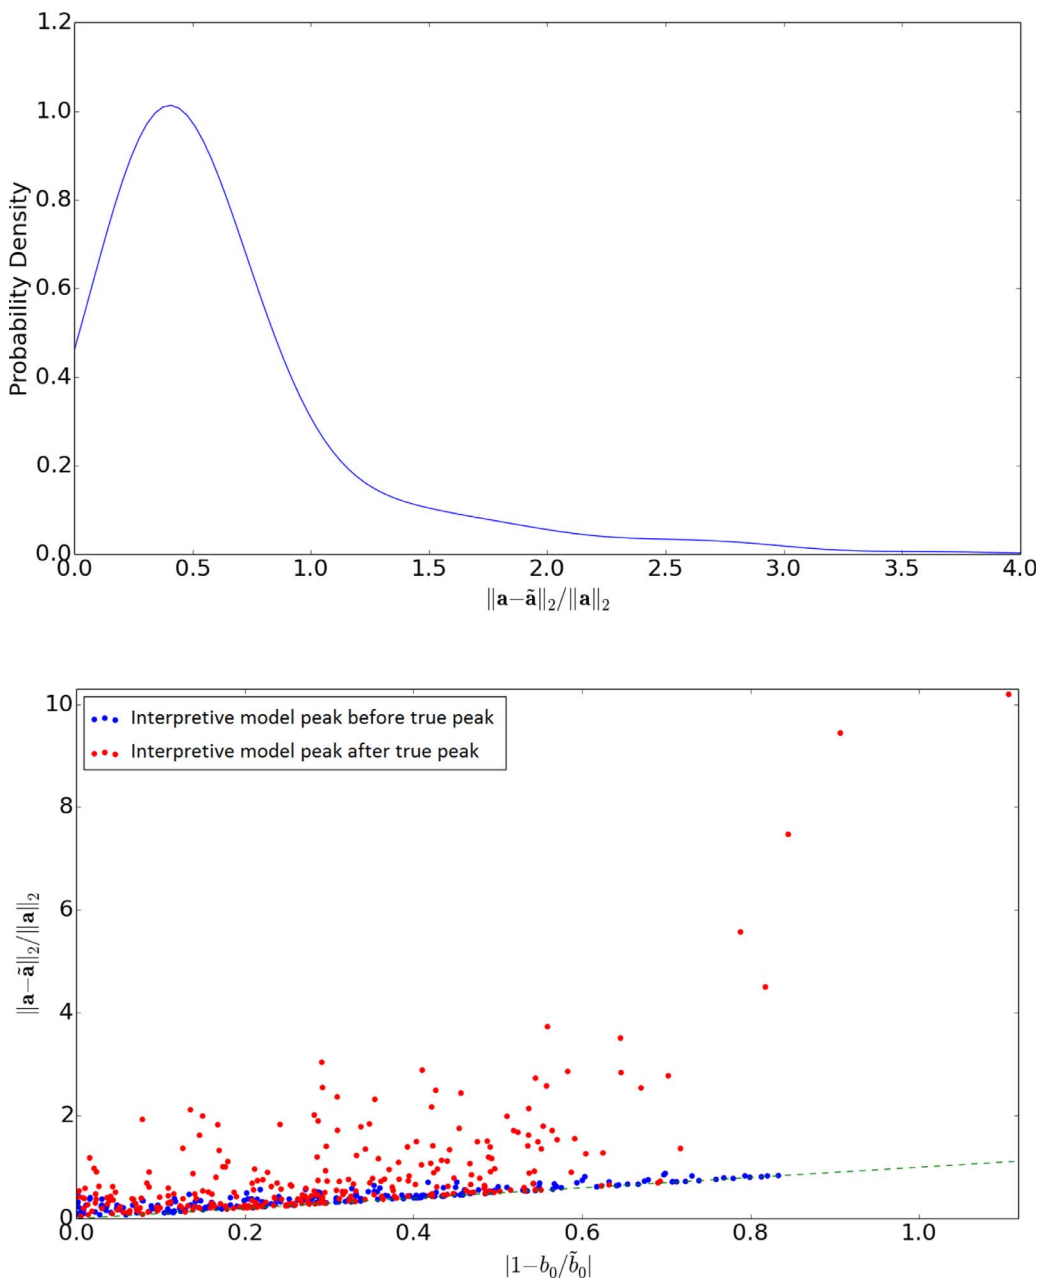 1.2
1.0
0.8
0.6
0.4
0.2
0.0
Probability Density
0.0 0.5 1.0 1.5 2.0 2.5 3.0 3.5 4.0
‖a−ã‖₂/‖a‖₂
10
8
6
4
2
0
‖a−ã‖₂/‖a‖₂
Interpretive model peak before true peak
Interpretive model peak after true peak
0.0 0.2 0.4 0.6 0.8 1.0
|1−b₀/b̃₀|